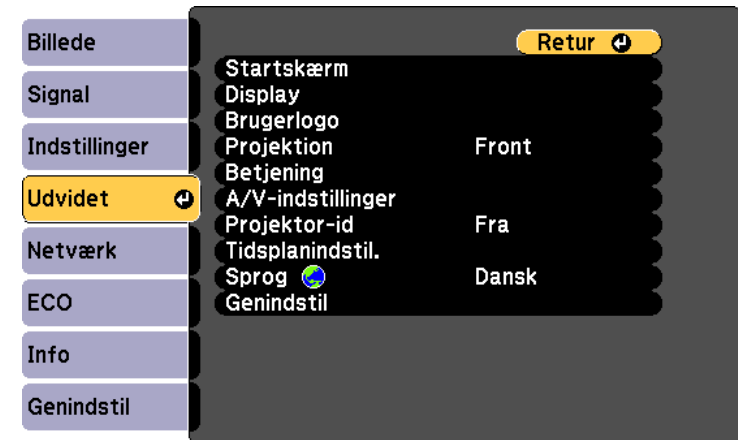 Billede
Signal
Indstillinger
Udvidet
Netværk
ECO
Info
Genindstil
Retur
Startskærm
Display
Brugerlogo
Projektion Front
Betjening
A/V-indstillinger
Projektor-id Fra
Tidsplanindstil.
Sprog Dansk
Genindstil